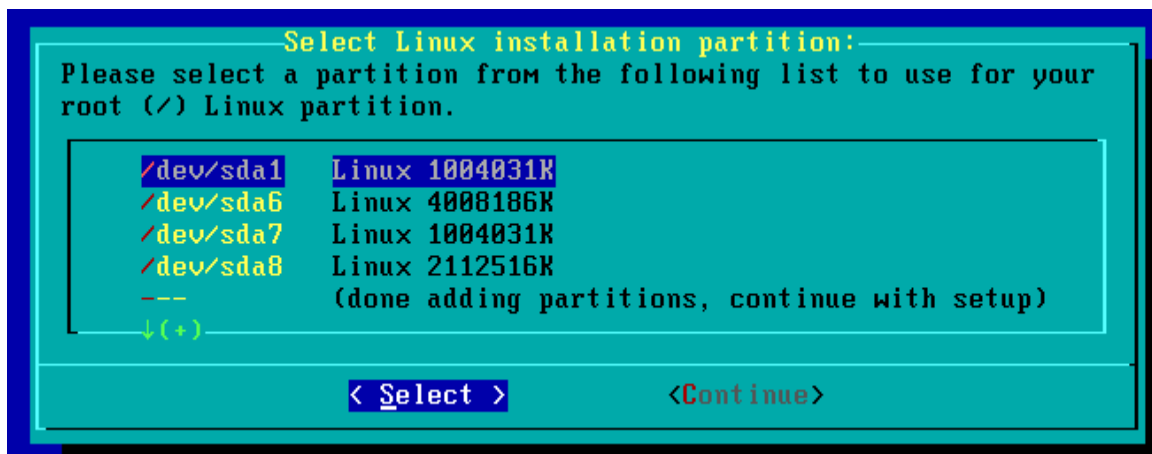 Select Linux installation partition:
Please select a partition from the following list to use for your
root (/) Linux partition.
/dev/sda1 Linux 1004031K
/dev/sda6 Linux 4008186K
/dev/sda7 Linux 1004031K
/dev/sda8 Linux 2112516K
--- (done adding partitions, continue with setup)
↓(+)
< Select > <Continue>